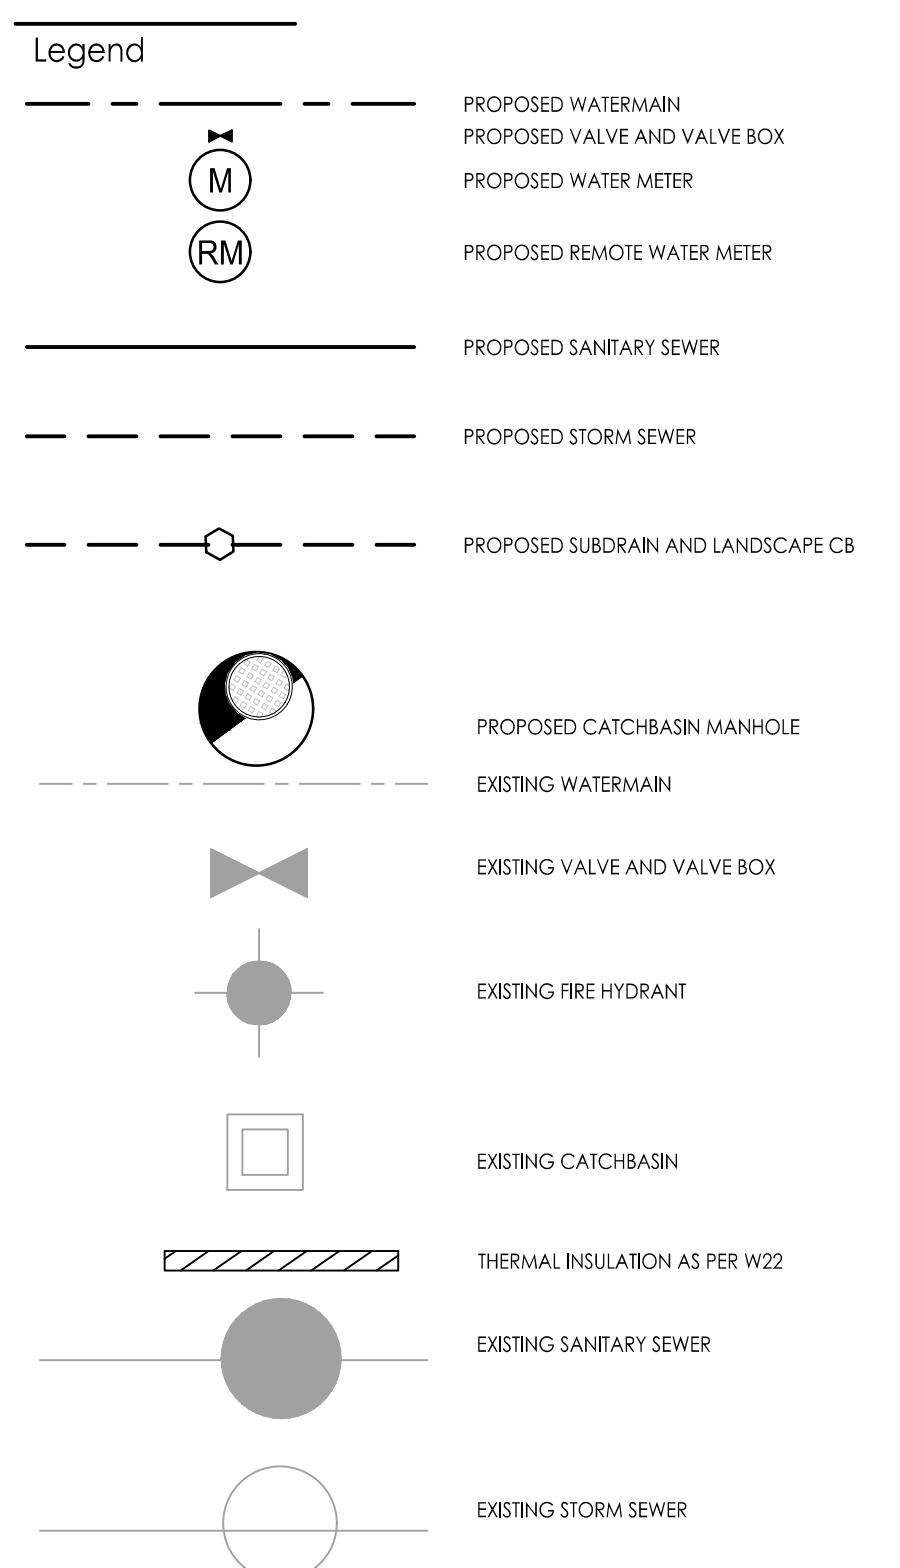 Legend
PROPOSED WATERMAIN
PROPOSED VALVE AND VALVE BOX
M PROPOSED WATER METER
RM PROPOSED REMOTE WATER METER
PROPOSED SANITARY SEWER
PROPOSED STORM SEWER
PROPOSED SUBDRAIN AND LANDSCAPE CB
PROPOSED CATCHBASIN MANHOLE
EXISTING WATERMAIN
EXISTING VALVE AND VALVE BOX
EXISTING FIRE HYDRANT
EXISTING CATCHBASIN
THERMAL INSULATION AS PER W22
EXISTING SANITARY SEWER
EXISTING STORM SEWER